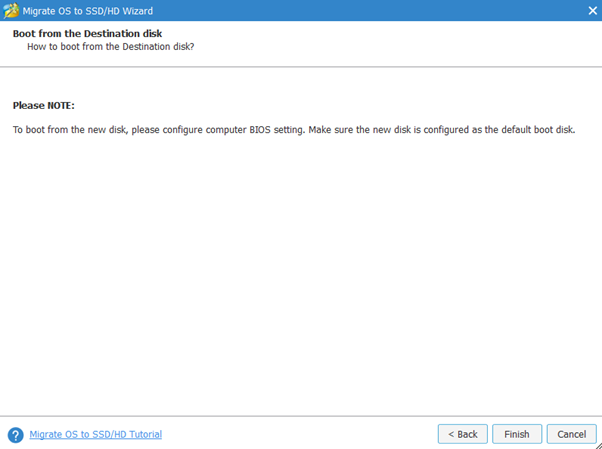 Migrate OS to SSD/HD Wizard
Boot from the Destination disk
How to boot from the Destination disk?
Please NOTE:
To boot from the new disk, please configure computer BIOS setting. Make sure the new disk is configured as the default boot disk.
Migrate OS to SSD/HD Tutorial
< Back
Finish
Cancel